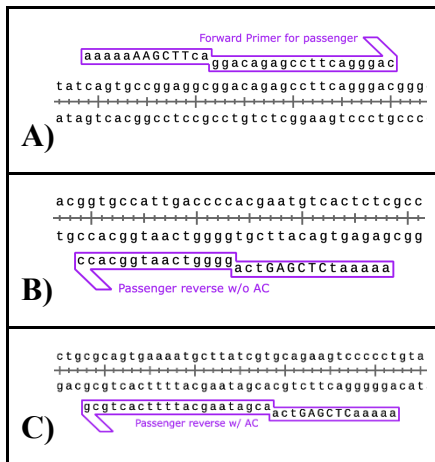 Forward Primer for passenger
aaaaaAAGCTTca
ggacagagccttcagggac
tatcagtgccggaggcggacagagccttcagggacggg
atagtcacggcctccgcctgtctcggaagtccctgccc
A)
acggtgccattgaccccacgaatgtcactctcgcc
tgccacggtaactggggtgcttacagtgagagcgg
ccacggtaactgggg
actGAGCTCtaaaaa
B)
Passenger reverse w/o AC
ctgcgcagtgaaaatgcttatcgtgcagaagtccccctgta
gacgcgtcacttttacgaatagcacgtcttcagggggacat
gcgtcacttttacgaatagca
actGAGCTCaaaaa
C)
Passenger reverse w/ AC